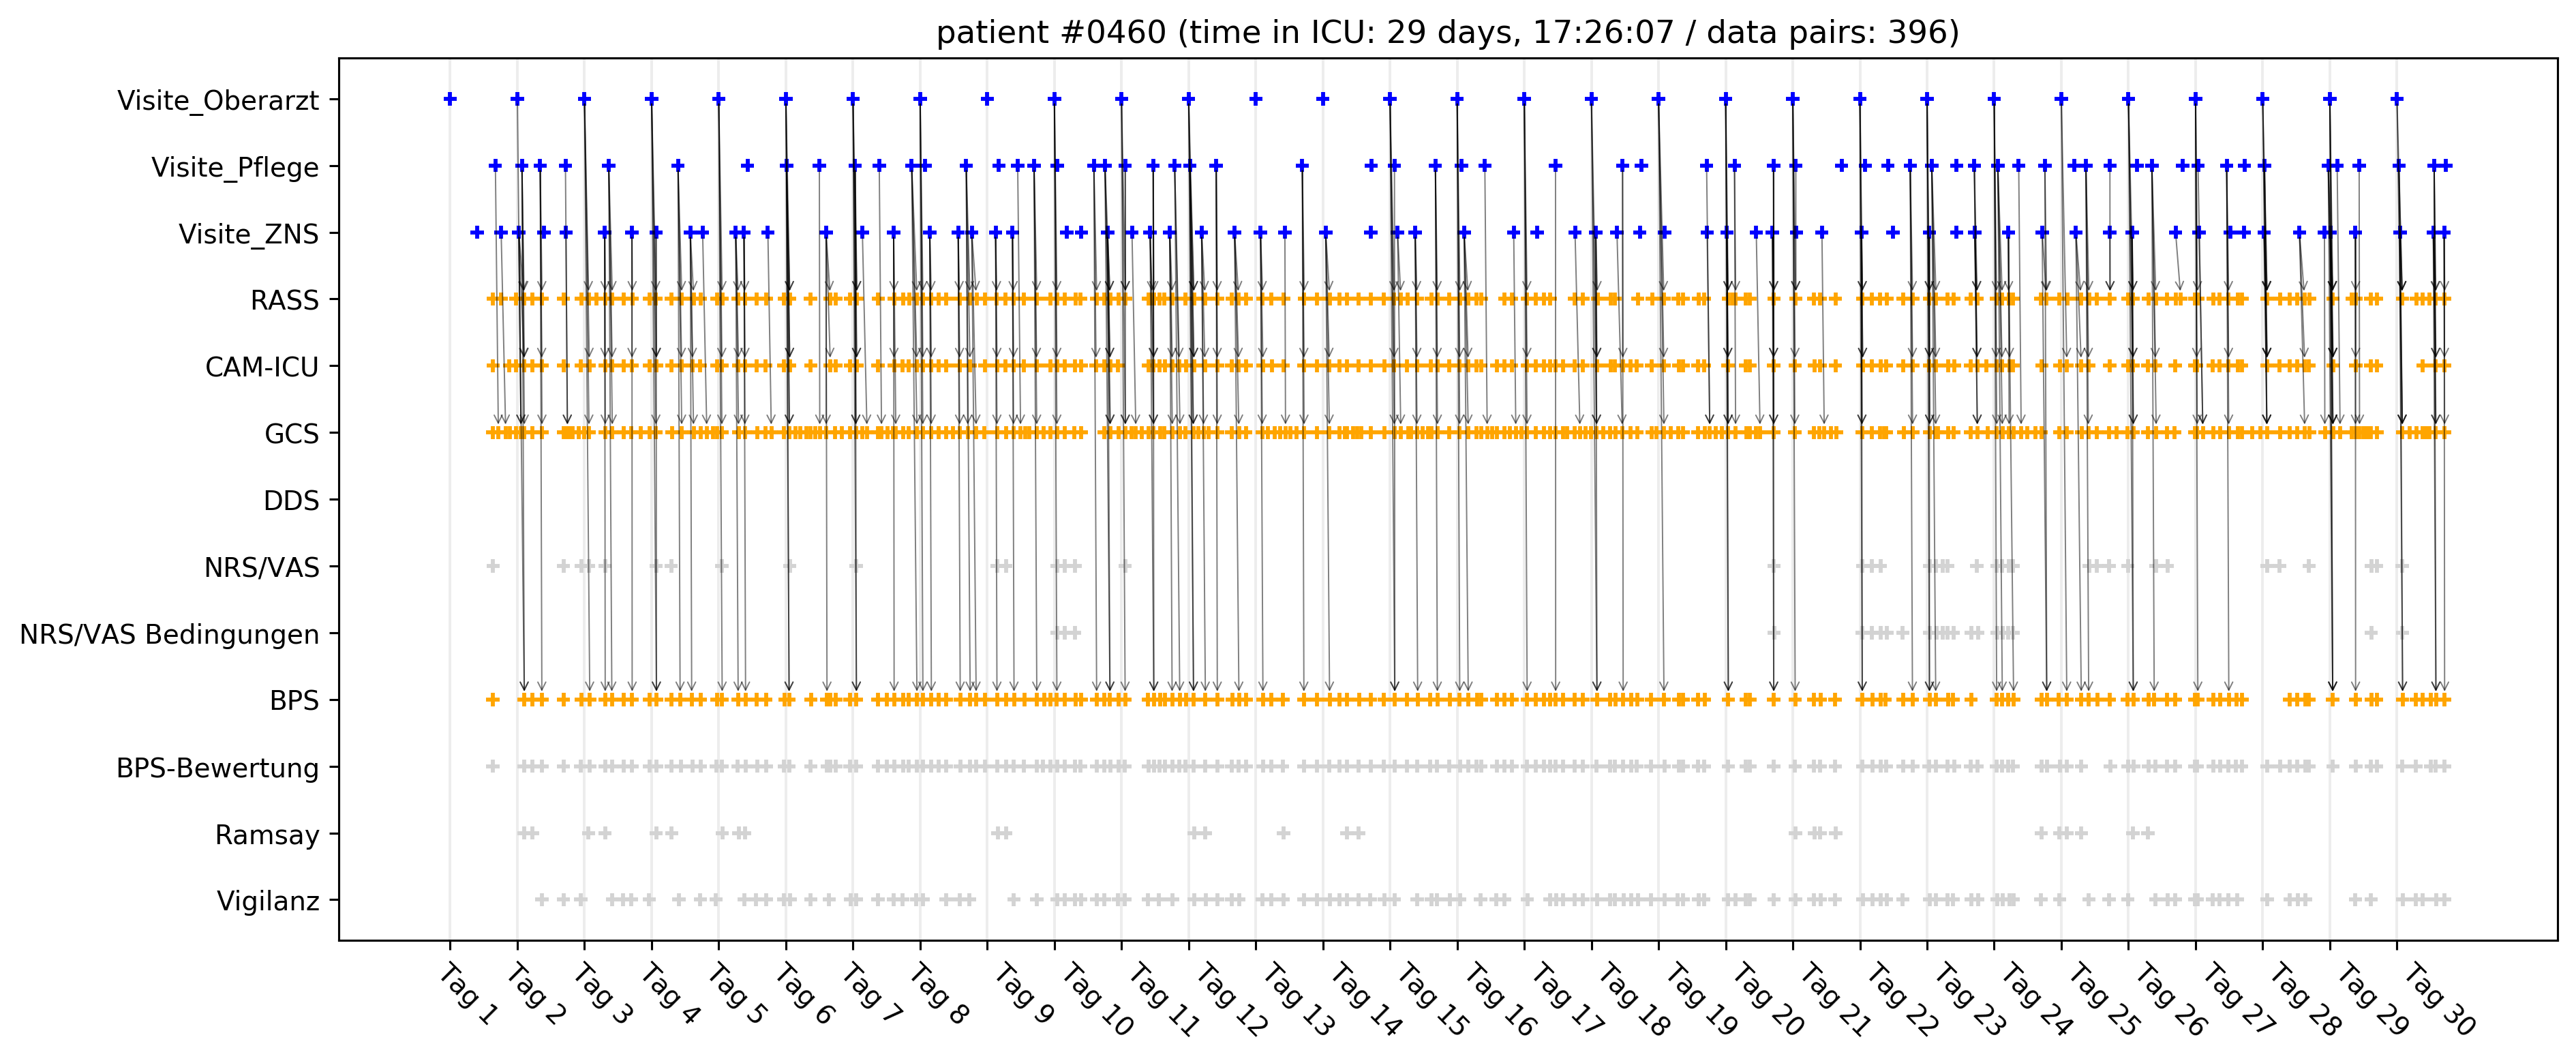 patient #0460 (time in ICU: 29 days, 17:26:07 / data pairs: 396)
Visite_Oberarzt
Visite_Pflege
Visite_ZNS
RASS
CAM-ICU
GCS
DDS
NRS/VAS
NRS/VAS Bedingungen
BPS
BPS-Bewertung
Ramsay
Vigilanz
Tag 1
Tag 2
Tag 3
Tag 4
Tag 5
Tag 6
Tag 7
Tag 8
Tag 9
Tag 10
Tag 11
Tag 12
Tag 13
Tag 14
Tag 15
Tag 16
Tag 17
Tag 18
Tag 19
Tag 20
Tag 21
Tag 22
Tag 23
Tag 24
Tag 25
Tag 26
Tag 27
Tag 28
Tag 29
Tag 30